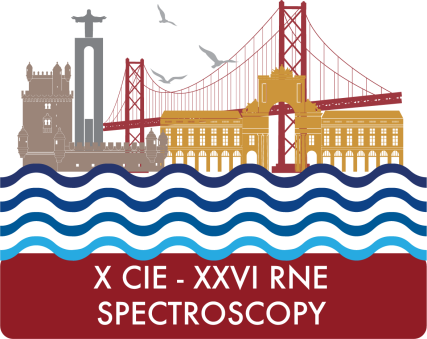 X CIE - XXVI RNE
SPECTROSCOPY